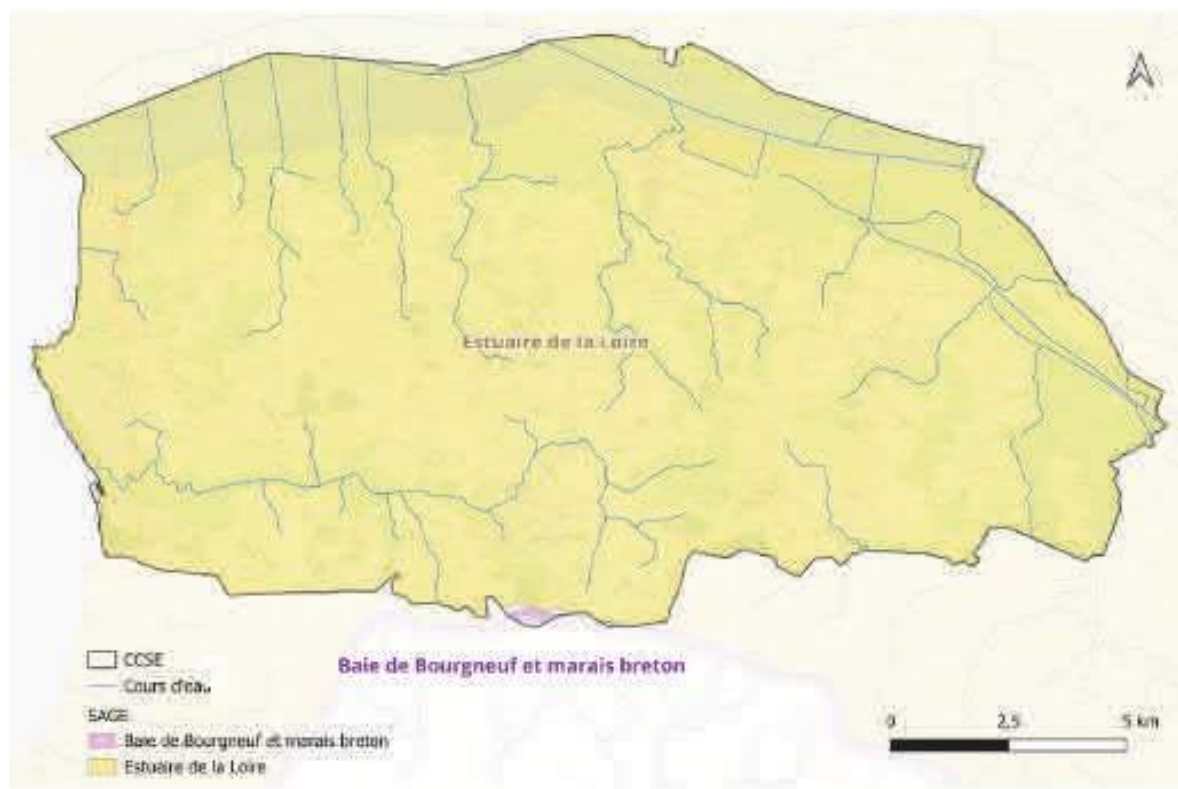 Estuaire de la Loire
Baie de Bourgneuf et marais breton
CCSE
Cours d'eau
SAGE
Baie de Bourgneuf et marais breton
Estuaire de la Loire
0 2,5 5 km